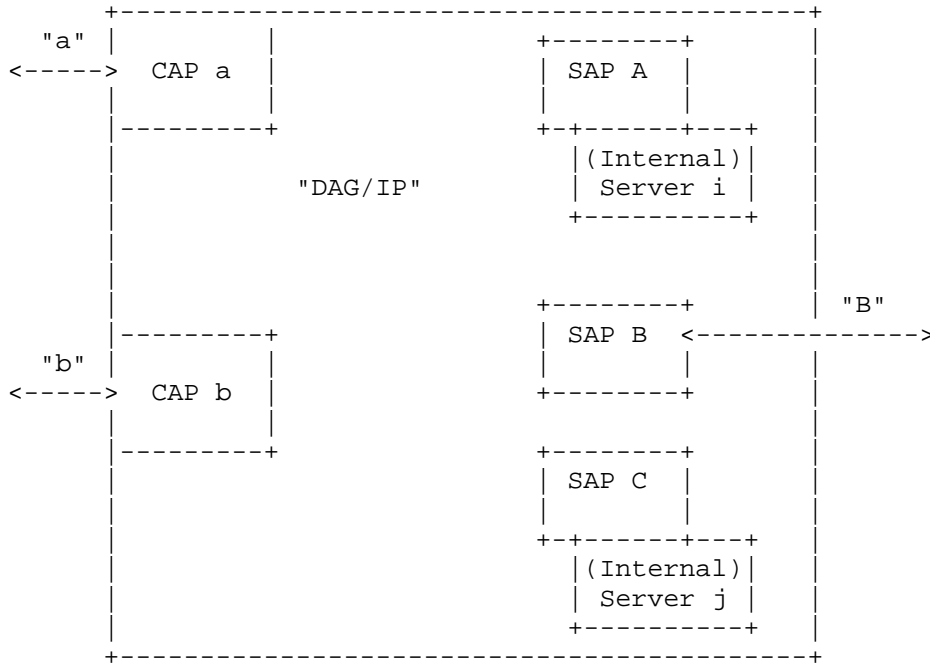 "a"
CAP a
SAP A
(Internal)
"DAG/IP"
Server i
"B"
SAP B
"b"
CAP b
SAP C
(Internal)
Server j